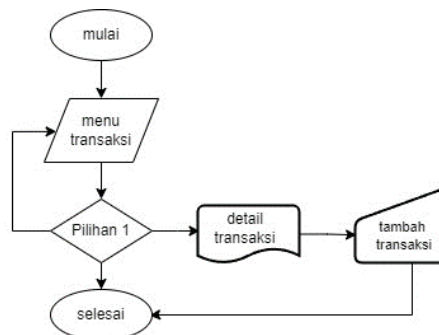 mulai
menu
transaksi
Pilihan 1
detail
transaksi
tambah
transaksi
selesai